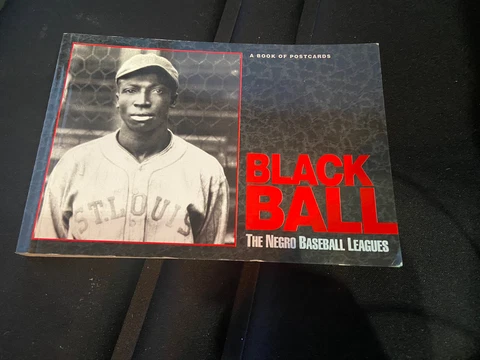 A BOOK OF POSTCARDS
BLACK
BALL
THE NEGRO BASEBALL LEAGUES
ST. LOUIS